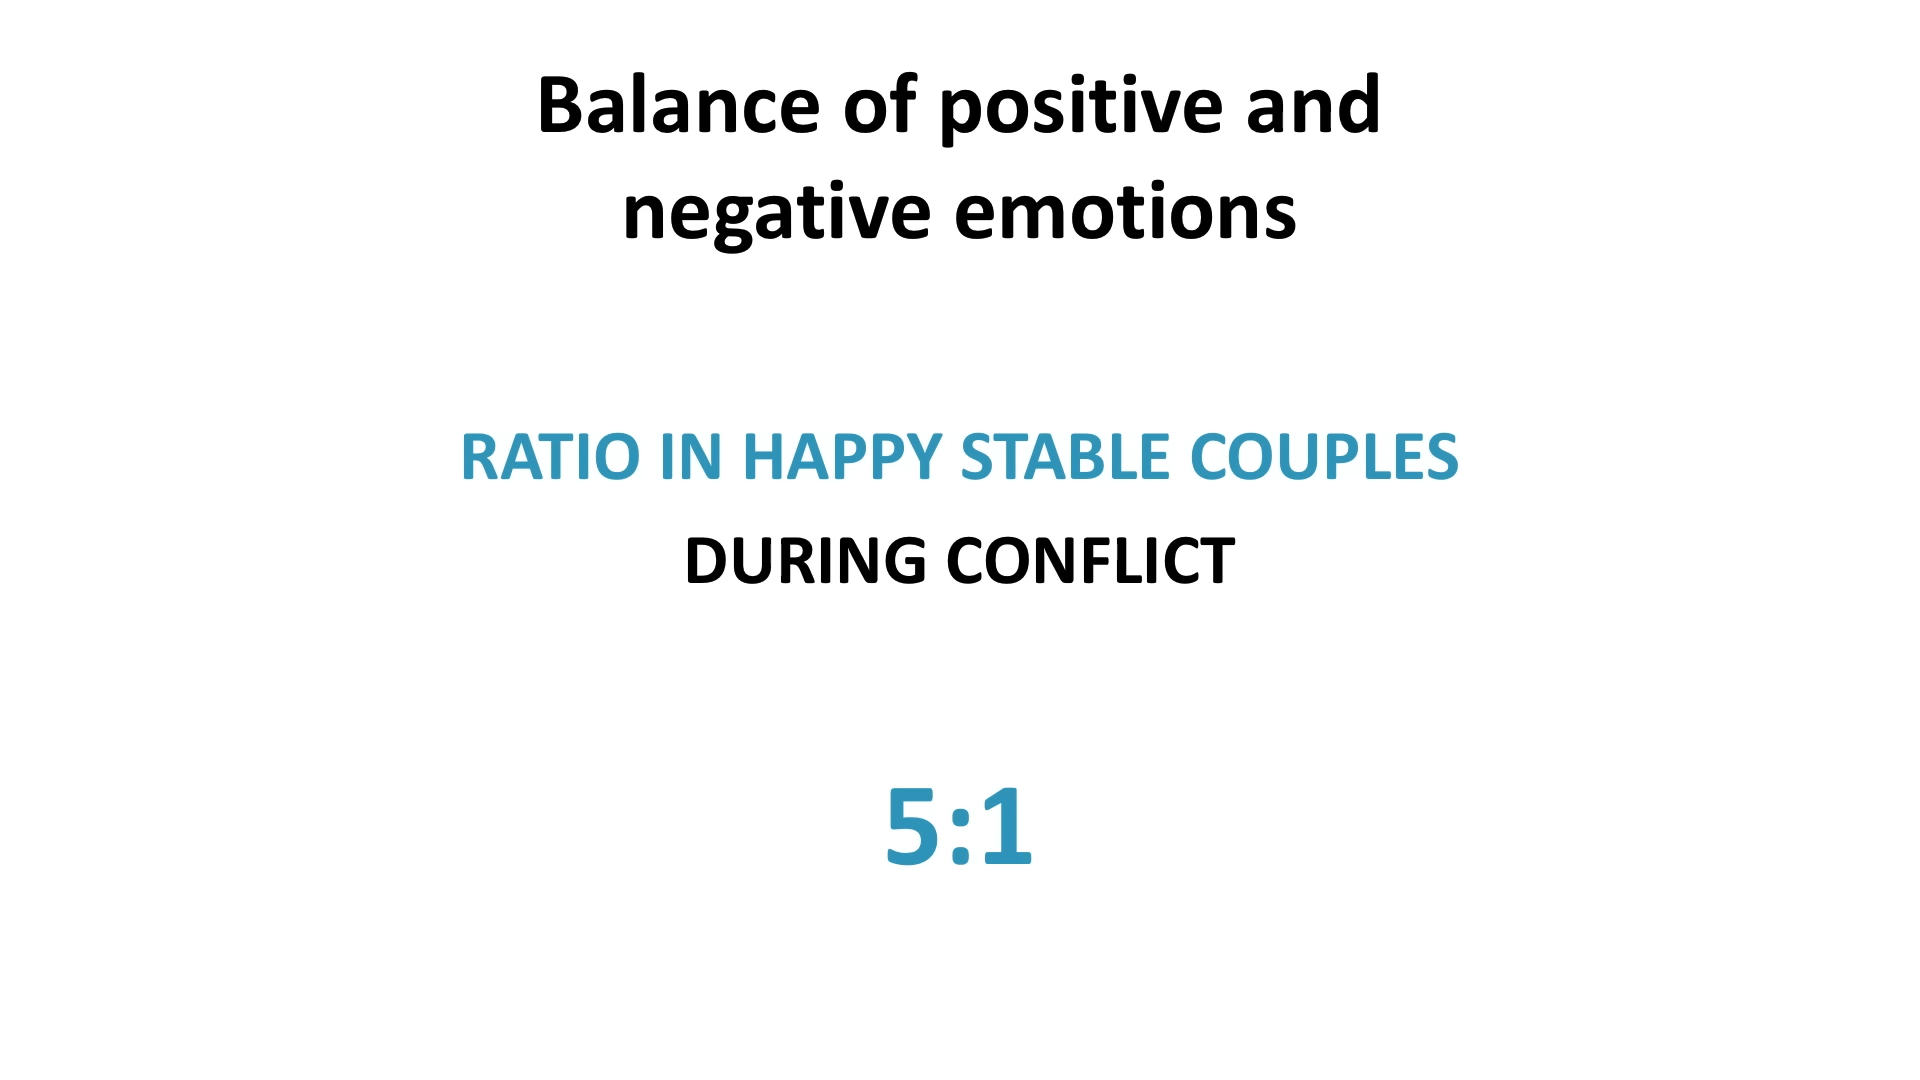 Balance of positive and
negative emotions
RATIO IN HAPPY STABLE COUPLES
DURING CONFLICT
5:1